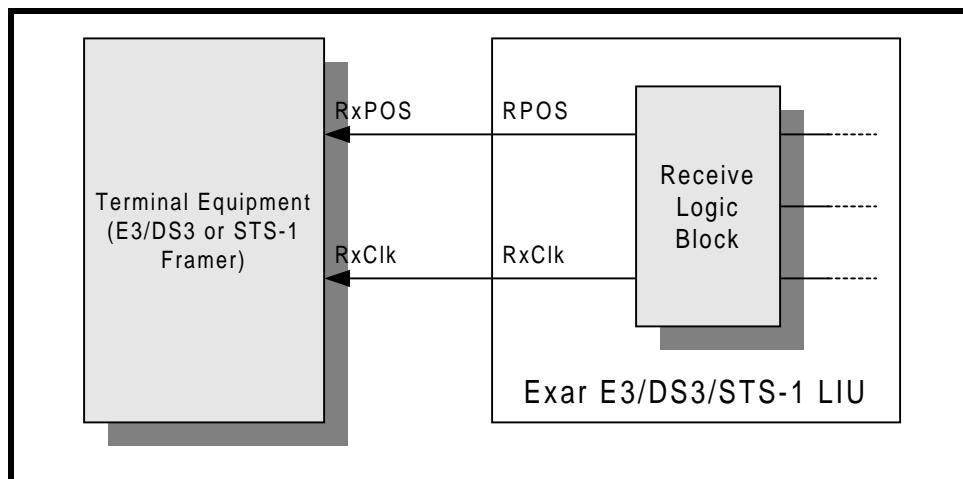 RxPOS
RPOS
Terminal Equipment
(E3/DS3 or STS-1
Framer)
Receive
Logic
Block
RxClk
RxClk
Exar E3/DS3/STS-1 LIU